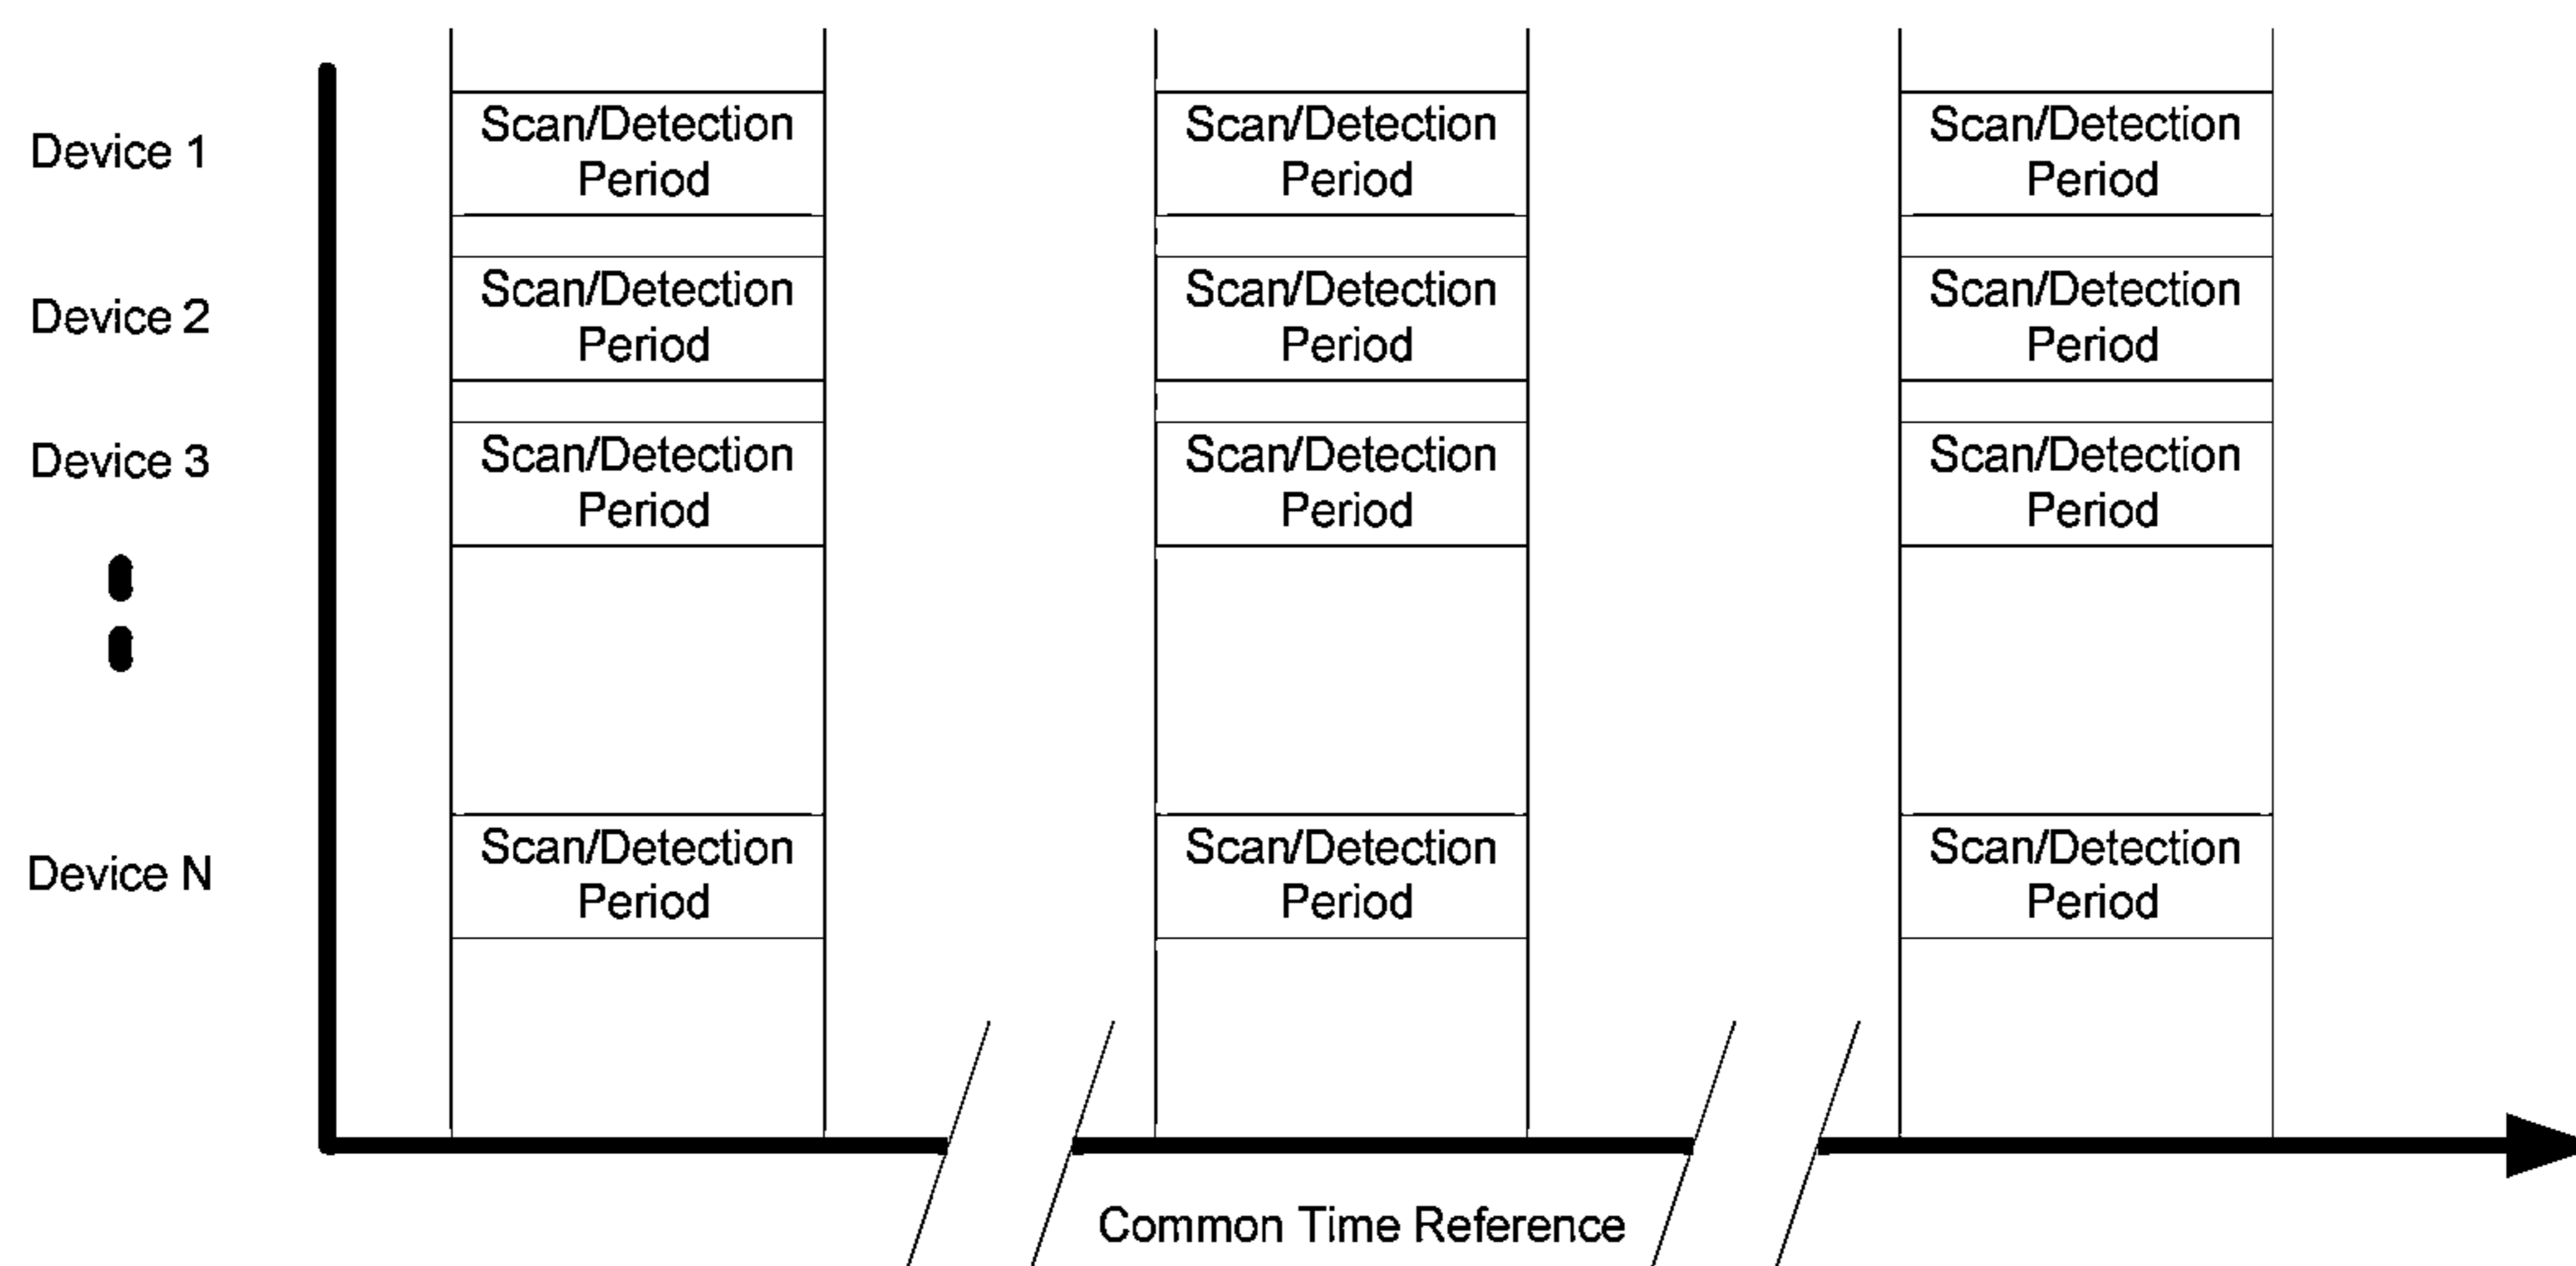 Device 1
Scan/Detection
Period
Scan/Detection
Period
Scan/Detection
Period
Device 2
Scan/Detection
Period
Scan/Detection
Period
Scan/Detection
Period
Device 3
Scan/Detection
Period
Scan/Detection
Period
Scan/Detection
Period
Device N
Scan/Detection
Period
Scan/Detection
Period
Scan/Detection
Period
Common Time Reference